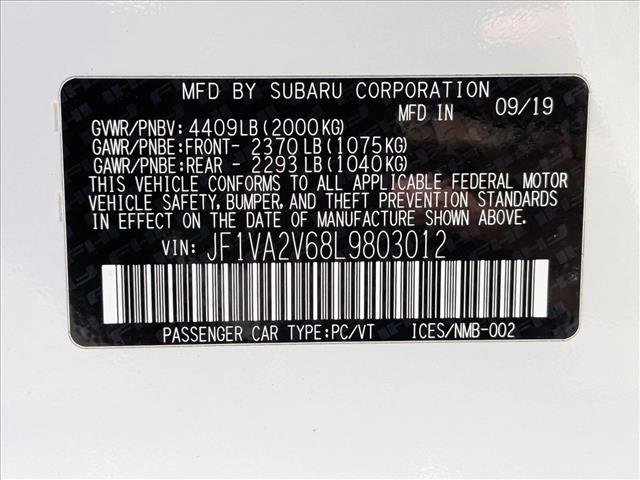 MFD BY SUBARU CORPORATION
MFD IN 09/19
GVWR/PNBV: 4409LB(2000KG)
GAWR/PNBE:FRONT- 2370LB(1075KG)
GAWR/PNBE:REAR - 2293LB(1040KG)
THIS VEHICLE CONFORMS TO ALL APPLICABLE FEDERAL MOTOR
VEHICLE SAFETY, BUMPER, AND THEFT PREVENTION STANDARDS
IN EFFECT ON THE DATE OF MANUFACTURE SHOWN ABOVE.
VIN: JF1VA2V68L9803012
PASSENGER CAR TYPE:PC/VT ICES/NMB-002